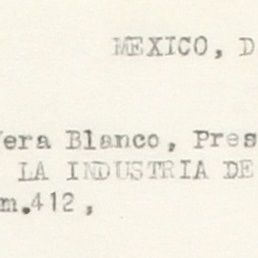 MEXICO, D
Vera Blanco, Pres
LA INDUSTRIA DE
m.412,